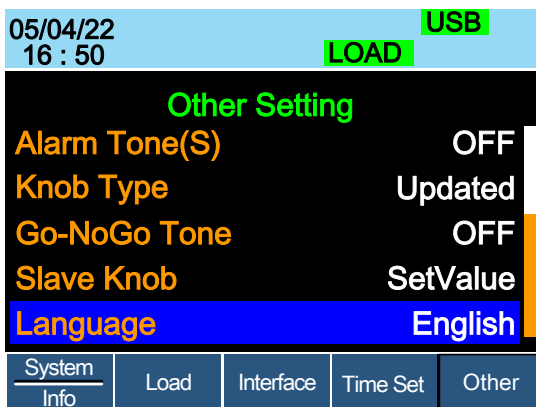 05/04/22 USB
16 : 50 LOAD
Other Setting
Alarm Tone(S) OFF
Knob Type Updated
Go-NoGo Tone OFF
Slave Knob SetValue
Language English
System Info Load Interface Time Set Other